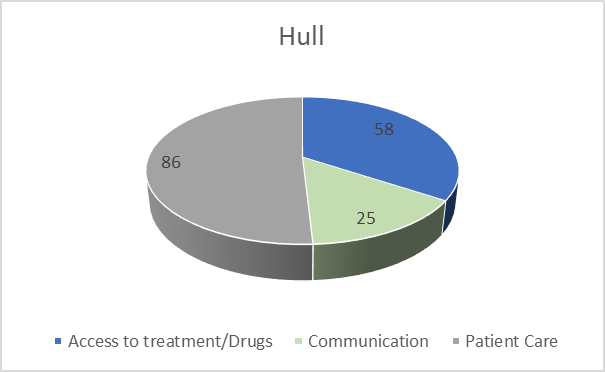 Hull
58
86
25
Access to treatment/Drugs Communication Patient Care